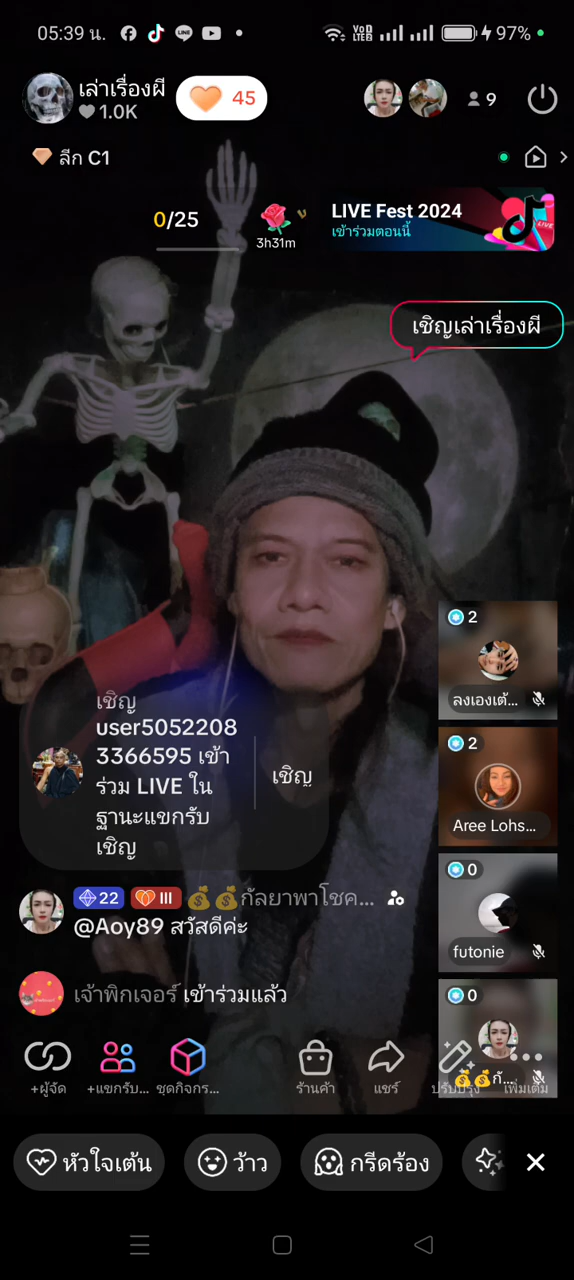 05:39 น.
VoD LTE2
97%
เล่าเรื่องผี
1.0K
45
9
ลีก C1
0/25
3h31m
LIVE Fest 2024
เข้าร่วมตอนนี้
เชิญเล่าเรื่องผี
2
ลงเองเต้...
2
Aree Lohs...
0
futonie
0
💰💰กั...
เชิญ
user5052208
3366595 เข้า
ร่วม LIVE ใน
ฐานะแขกรับ
เชิญ
เชิญ
22 III 💰💰กัลยาพาโชค...
@Aoy89 สวัสดีค่ะ
เจ้าพิกเจอร์ เข้าร่วมแล้ว
+ผู้จัด
+แขกรับ...
ชุดกิจกร...
ร้านค้า
แชร์
ปรับปรุง
เพิ่มเติม
หัวใจเต้น
ว้าว
กรีดร้อง